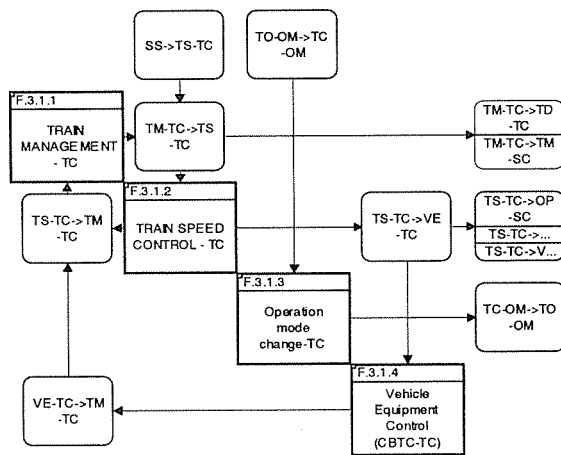 SS->TS-TC
TO-OM->TC
-OM
F.3.1.1
TRAIN
MANAGEMENT
- TC
TM-TC->TS
-TC
TM-TC->TD
-TC
TM-TC->TM
-SC
F.3.1.2
TRAIN SPEED
CONTROL - TC
TS-TC->TM
-TC
TS-TC->VE
-TC
TS-TC->OP
-SC
TS-TC->...
TS-TC->V...
F.3.1.3
Operation
mode
change-TC
TC-OM->TO
-OM
F.3.1.4
Vehicle
Equipment
Control
(CBTC-TC)
VE-TC->TM
-TC